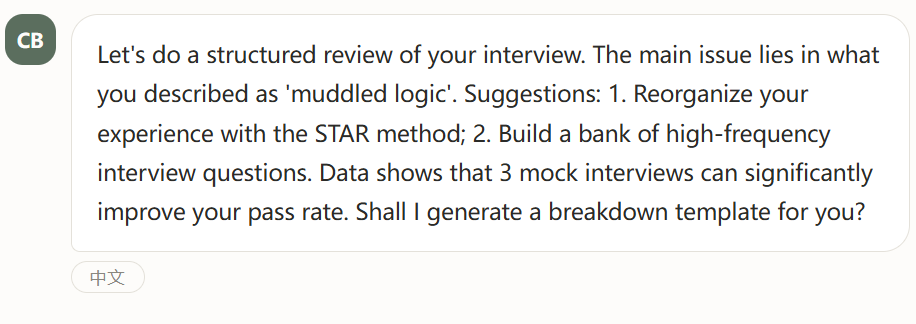 CB
Let's do a structured review of your interview. The main issue lies in what
you described as 'muddled logic'. Suggestions: 1. Reorganize your
experience with the STAR method; 2. Build a bank of high-frequency
interview questions. Data shows that 3 mock interviews can significantly
improve your pass rate. Shall I generate a breakdown template for you?
中文